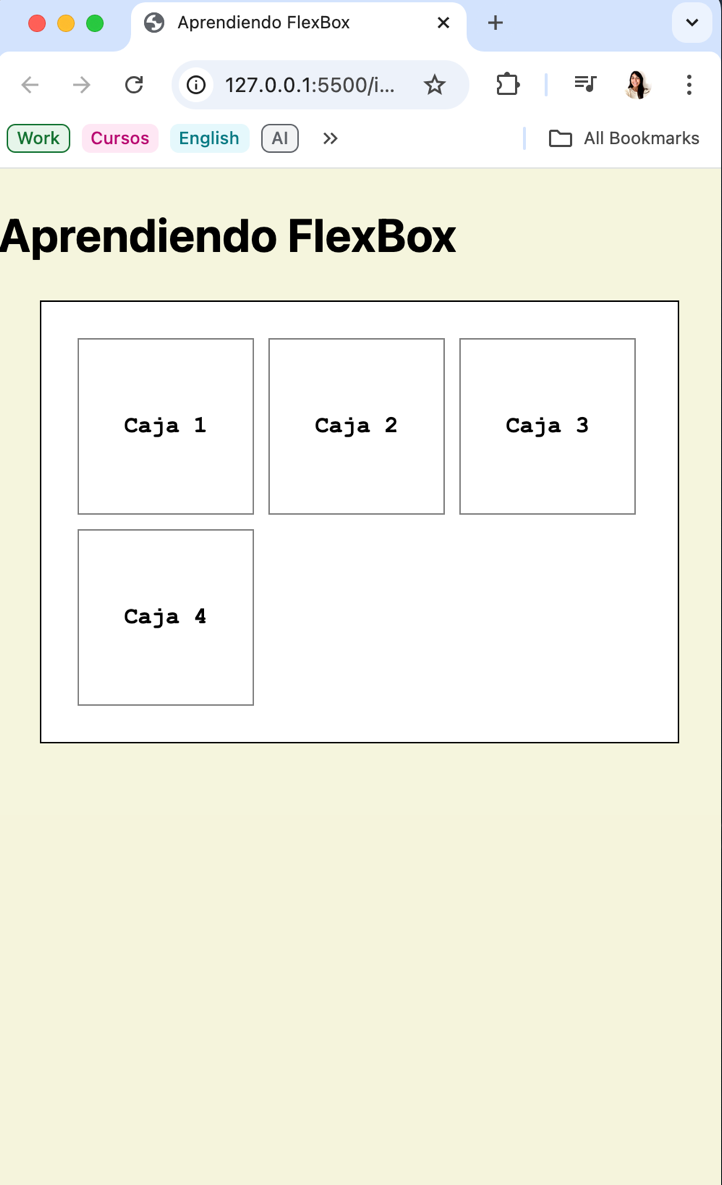 Aprendiendo FlexBox
127.0.0.1:5500/i...
Work Cursos English AI All Bookmarks
Aprendiendo FlexBox
Caja 1 Caja 2 Caja 3
Caja 4